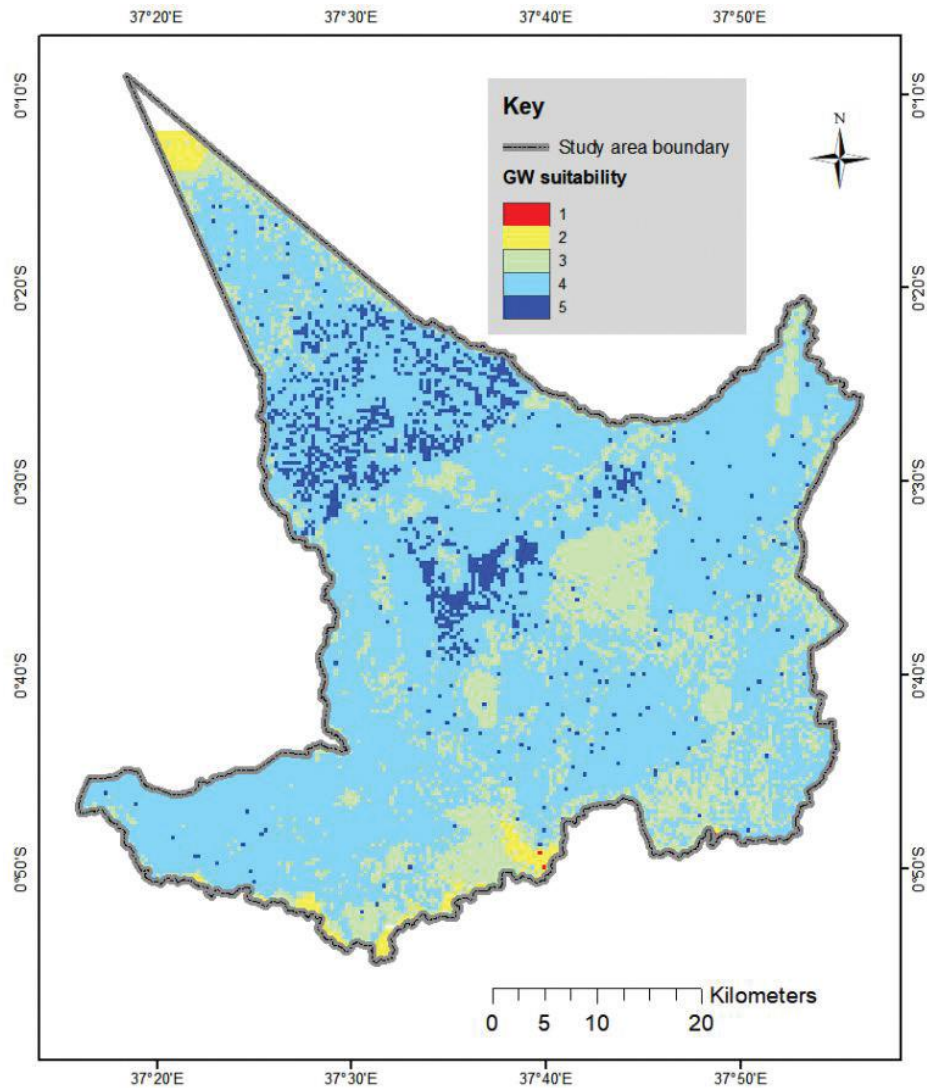 37°20'E 37°30'E 37°40'E 37°50'E
0°10'S 0°10'S
Key
N
Study area boundary
GW suitability
1
2
3
4
5
0°20'S 0°20'S
0°30'S 0°30'S
0°40'S 0°40'S
0°50'S 0°50'S
Kilometers
0 5 10 20
37°20'E 37°30'E 37°40'E 37°50'E